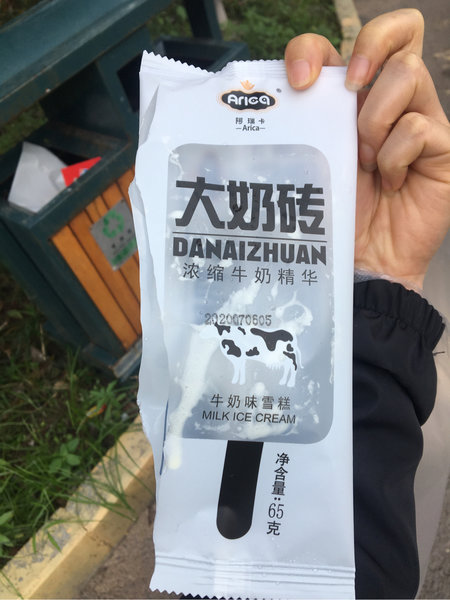 Arica
阿瑞卡
—Arica—
大奶砖
DANAIZHUAN
浓缩牛奶精华
2020070605
牛奶味雪糕
MILK ICE CREAM
净含量:65克